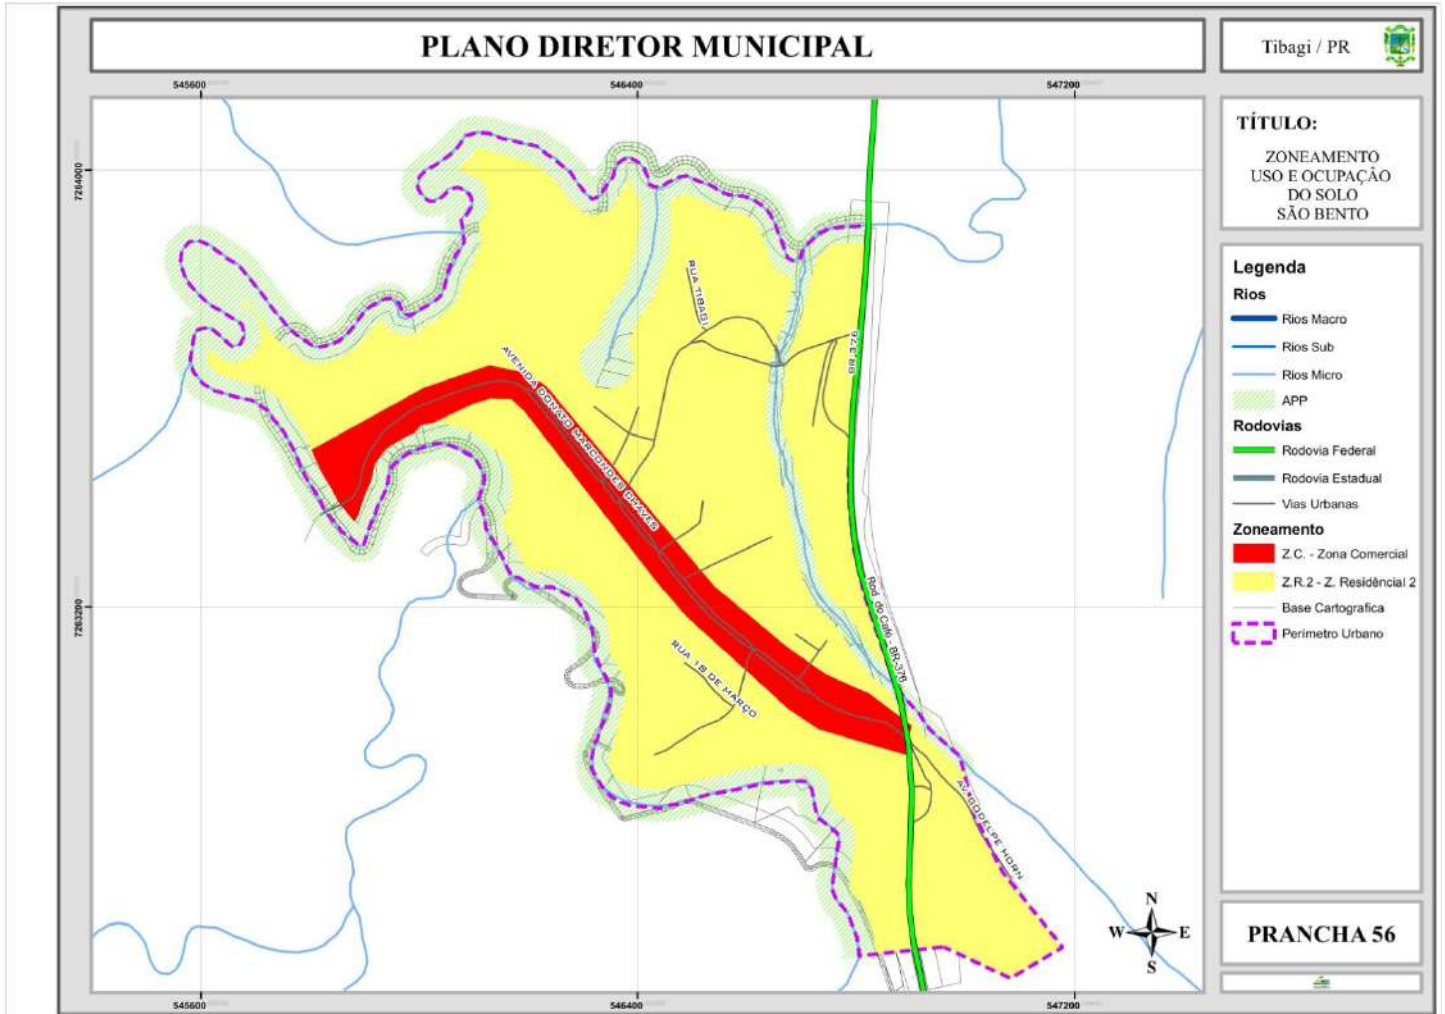 PLANO DIRETOR MUNICIPAL
Tibagi / PR
545600
546400
547200
7264000
7263200
545600
546400
547200
RUA TIBAGI
BR-376
AVENIDA DONATO MARCONDES CHAVES
Rod. do Café - BR-376
RUA 18 DE MARÇO
AV. GODELPE HORN
N
W
E
S
TÍTULO:
ZONEAMENTO
USO E OCUPAÇÃO
DO SOLO
SÃO BENTO
Legenda
Rios
Rios Macro
Rios Sub
Rios Micro
APP
Rodovias
Rodovia Federal
Rodovia Estadual
Vias Urbanas
Zoneamento
Z.C. - Zona Comercial
Z.R.2 - Z. Residêncial 2
Base Cartografica
Perímetro Urbano
PRANCHA 56